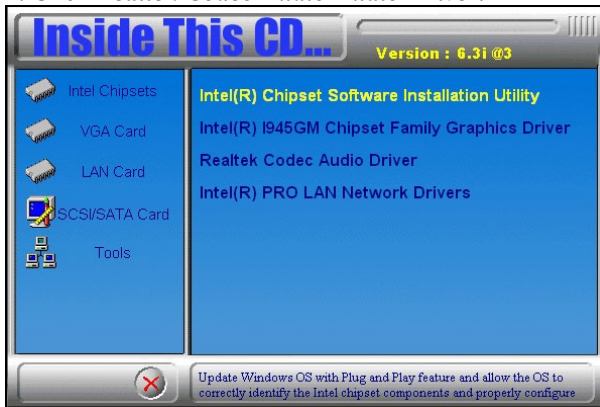 Inside This CD...
Version : 6.3i @3
Intel Chipsets
VGA Card
LAN Card
SCSI/SATA Card
Tools
Intel(R) Chipset Software Installation Utility
Intel(R) I945GM Chipset Family Graphics Driver
Realtek Codec Audio Driver
Intel(R) PRO LAN Network Drivers
Update Windows OS with Plug and Play feature and allow the OS to
correctly identify the Intel chipset components and properly configure